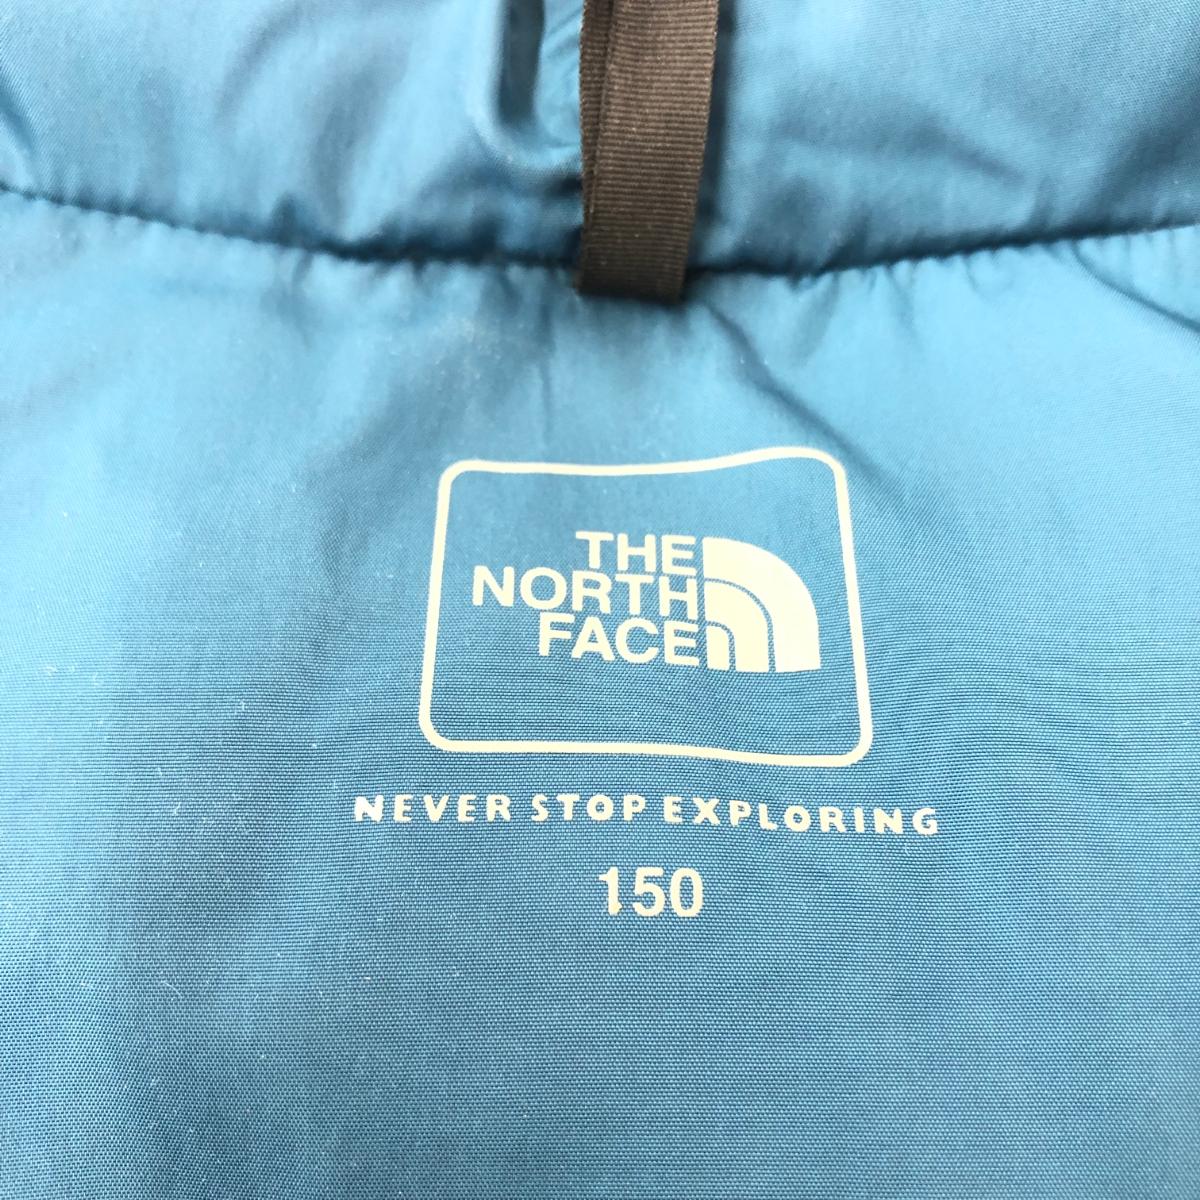 THE
NORTH
FACE
NEVER STOP EXPLORING
150